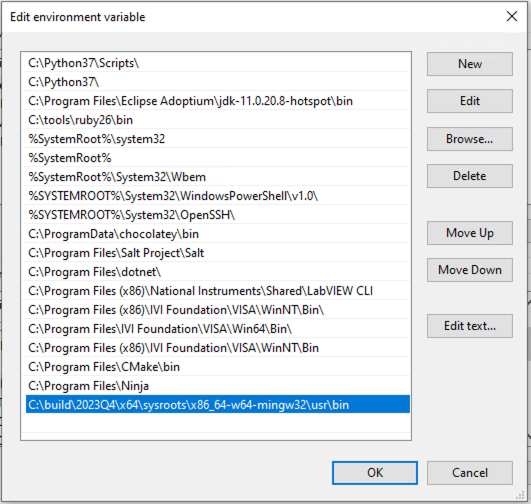 Edit environment variable
C:\Python37\Scripts\
C:\Python37\
C:\Program Files\Eclipse Adoptium\jdk-11.0.20.8-hotspot\bin
C:\tools\ruby26\bin
%SystemRoot%\system32
%SystemRoot%
%SystemRoot%\System32\Wbem
%SYSTEMROOT%\System32\WindowsPowerShell\v1.0\
%SYSTEMROOT%\System32\OpenSSH\
C:\ProgramData\chocolatey\bin
C:\Program Files\Salt Project\Salt
C:\Program Files\dotnet\
C:\Program Files (x86)\National Instruments\Shared\LabVIEW CLI
C:\Program Files (x86)\IVI Foundation\VISA\WinNT\Bin\
C:\Program Files\IVI Foundation\VISA\Win64\Bin\
C:\Program Files (x86)\IVI Foundation\VISA\WinNT\Bin
C:\Program Files\CMake\bin
C:\Program Files\Ninja
C:\build\2023Q4\x64\sysroots\x86_64-w64-mingw32\usr\bin
New
Edit
Browse...
Delete
Move Up
Move Down
Edit text...
OK
Cancel